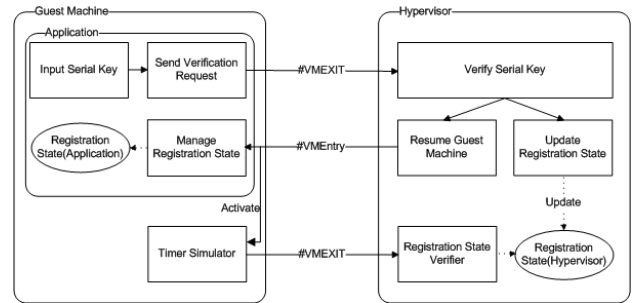 Guest Machine
Hypervisor
Application
Input Serial Key
Send Verification
Request
#VMEXIT
Verify Serial Key
Registration
State(Application)
Manage
Registration State
#VMEntry
Resume Guest
Machine
Update
Registration State
Activate
Update
Timer Simulator
#VMEXIT
Registration State
Verifier
Registration
State(Hypervisor)